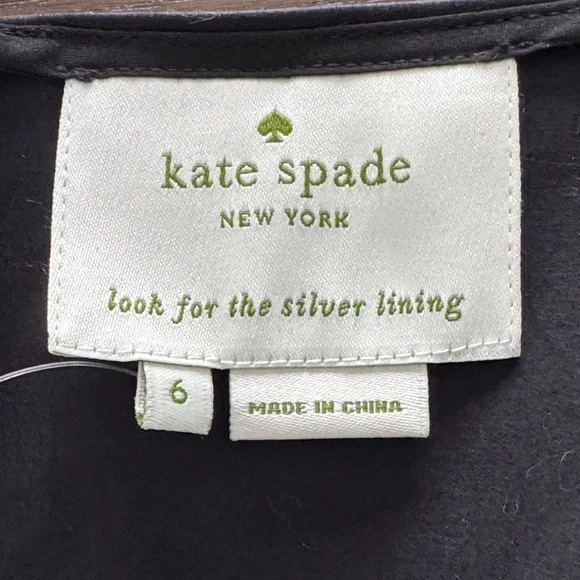 kate spade
NEW YORK
look for the silver lining
6
MADE IN CHINA